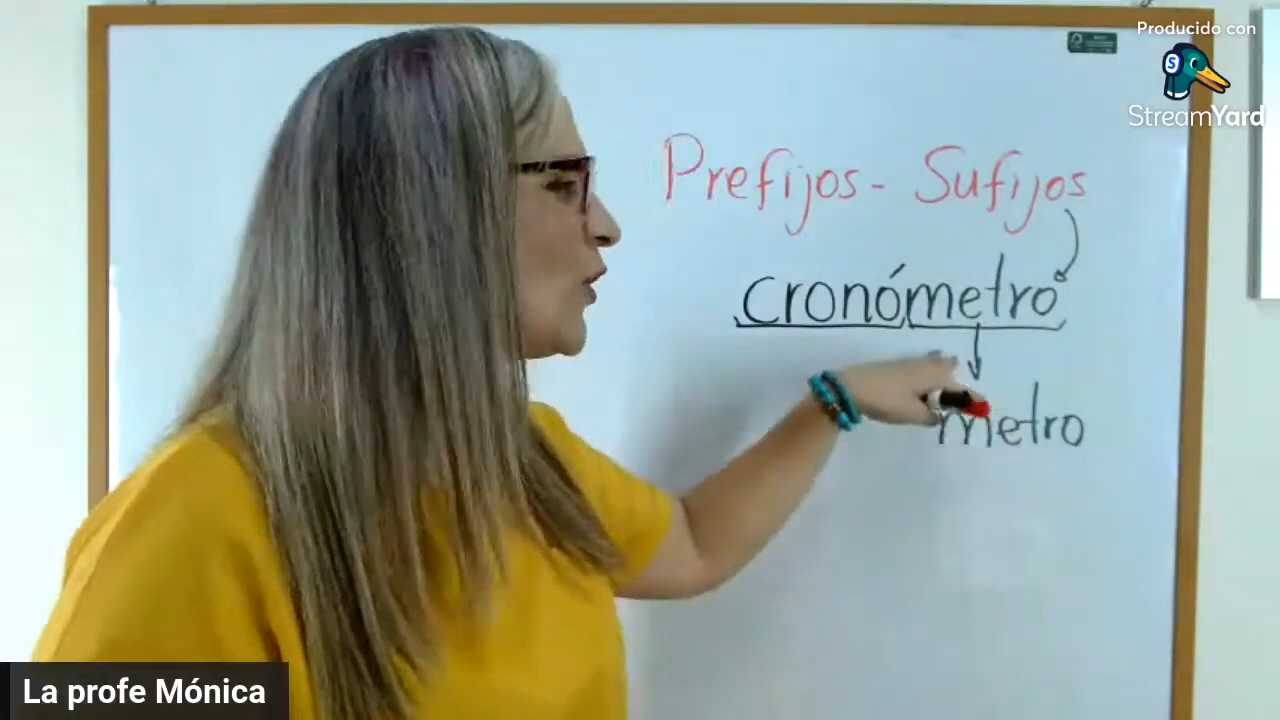 Producido con
StreamYard
Prefijos - Sufijos
cronómetro
metro
La profe Mónica